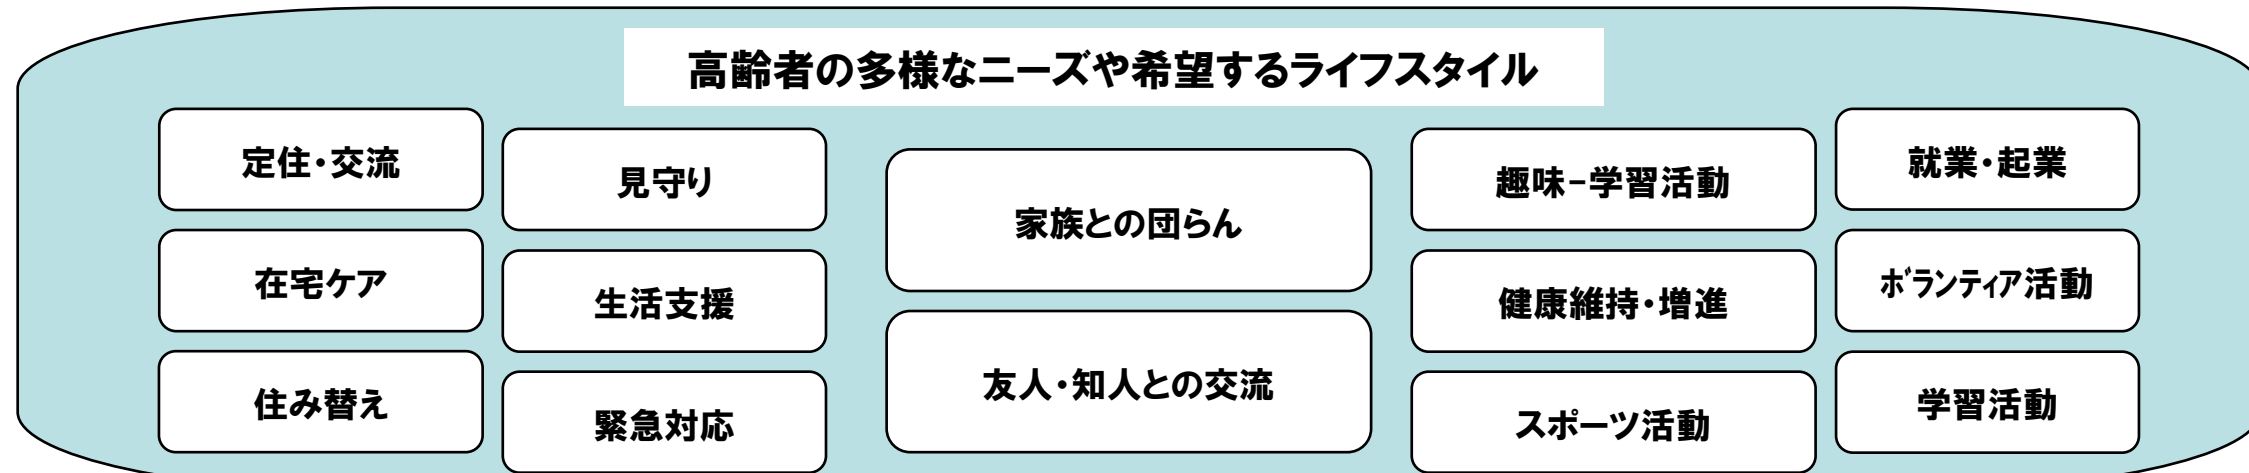 高齢者の多様なニーズや希望するライフスタイル
定住・交流
在宅ケア
住み替え
見守り
生活支援
緊急対応
家族との団らん
友人・知人との交流
趣味-学習活動
健康維持・増進
スポーツ活動
就業・起業
ボランティア活動
学習活動